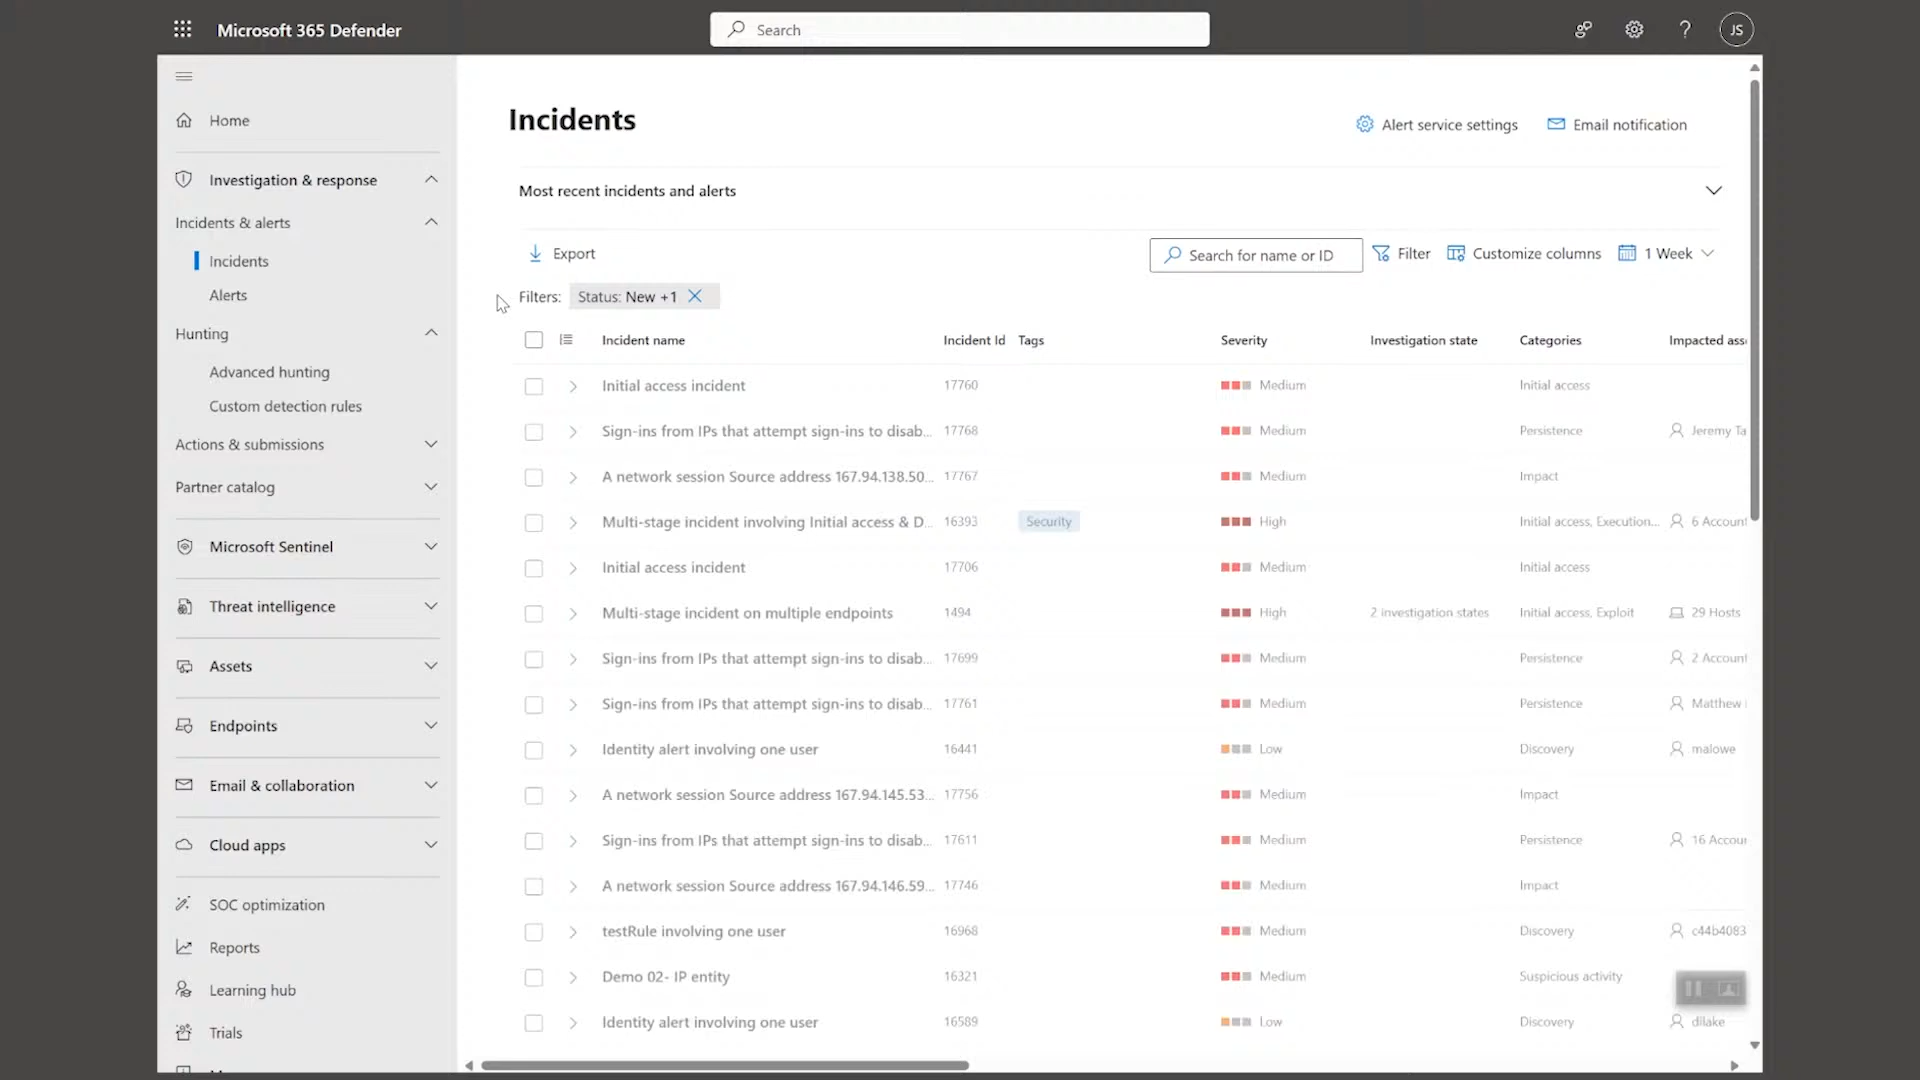 Microsoft 365 Defender
Search
JS
Home
Investigation & response
Incidents & alerts
Incidents
Alerts
Hunting
Advanced hunting
Custom detection rules
Actions & submissions
Partner catalog
Microsoft Sentinel
Threat intelligence
Assets
Endpoints
Email & collaboration
Cloud apps
SOC optimization
Reports
Learning hub
Trials
Incidents
Alert service settings
Email notification
Most recent incidents and alerts
Export
Search for name or ID
Filter
Customize columns
1 Week
Filters: Status: New +1
Incident name Incident Id Tags Severity Investigation state Categories Impacted ass
Initial access incident 17760 Medium Initial access
Sign-ins from IPs that attempt sign-ins to disab... 17768 Medium Persistence Jeremy Ta
A network session Source address 167.94.138.50... 17767 Medium Impact
Multi-stage incident involving Initial access & D... 16393 Security High Initial access, Execution... 6 Account
Initial access incident 17706 Medium Initial access
Multi-stage incident on multiple endpoints 1494 High 2 investigation states Initial access, Exploit 29 Hosts
Sign-ins from IPs that attempt sign-ins to disab... 17699 Medium Persistence 2 Account
Sign-ins from IPs that attempt sign-ins to disab... 17761 Medium Persistence Matthew
Identity alert involving one user 16441 Low Discovery malowe
A network session Source address 167.94.145.53... 17756 Medium Impact
Sign-ins from IPs that attempt sign-ins to disab... 17611 Medium Persistence 16 Accour
A network session Source address 167.94.146.59... 17746 Medium Impact
testRule involving one user 16968 Medium Discovery c44b4083
Demo 02- IP entity 16321 Medium Suspicious activity
Identity alert involving one user 16589 Low Discovery dilake